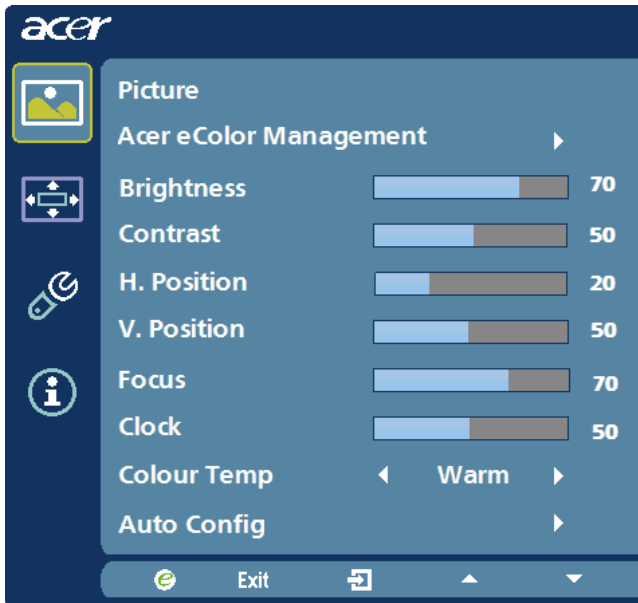 acer
Picture
Acer eColor Management
Brightness 70
Contrast 50
H. Position 20
V. Position 50
Focus 70
Clock 50
Colour Temp Warm
Auto Config
e Exit